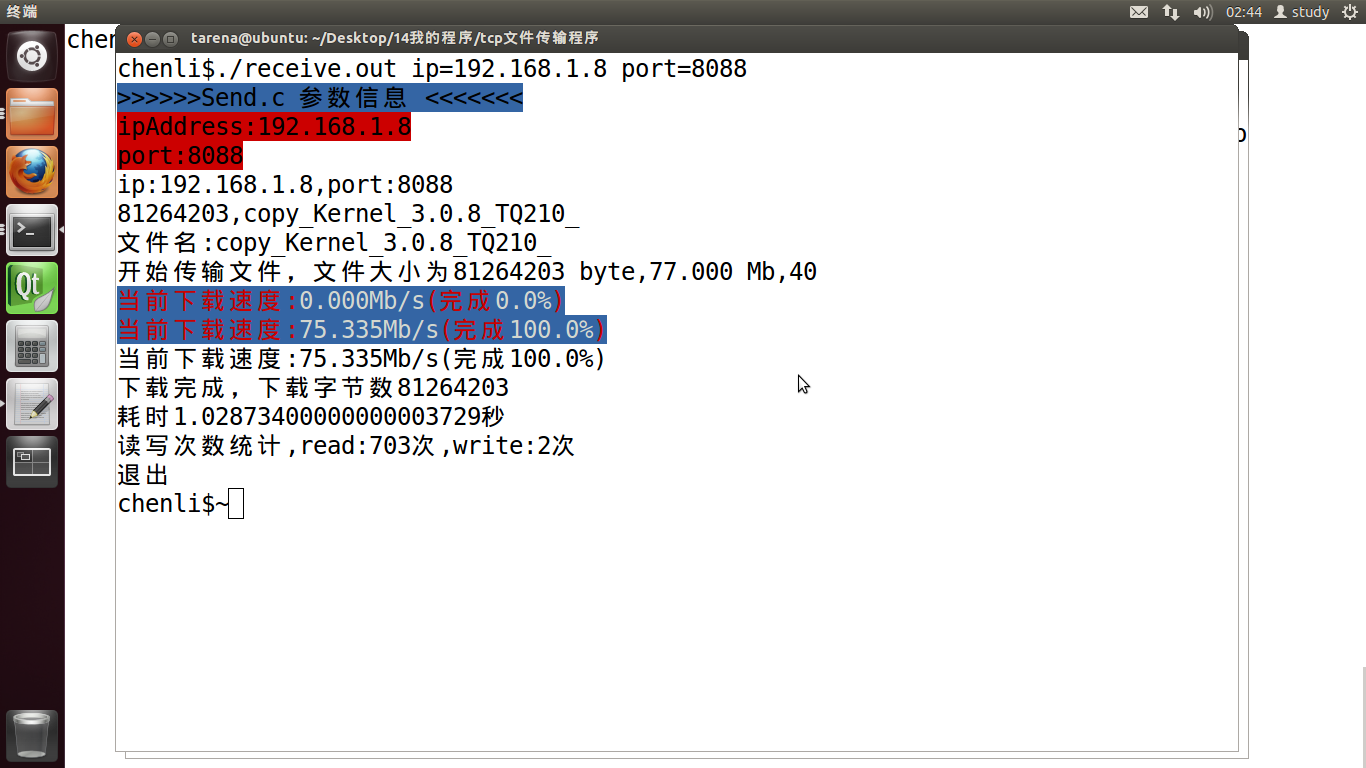 终端
02:44
study
chen
tarena@ubuntu: ~/Desktop/14我的程序/tcp文件传输程序
chenli$./receive.out ip=192.168.1.8 port=8088
>>>>>>Send.c 参数信息 <<<<<<<
ipAddress:192.168.1.8
port:8088
ip:192.168.1.8,port:8088
81264203,copy_Kernel_3.0.8_TQ210_
文件名:copy_Kernel_3.0.8_TQ210_
开始传输文件，文件大小为81264203 byte,77.000 Mb,40
当前下载速度:0.000Mb/s(完成0.0%)
当前下载速度:75.335Mb/s(完成100.0%)
当前下载速度:75.335Mb/s(完成100.0%)
下载完成，下载字节数81264203
耗时1.02873400000000003729秒
读写次数统计,read:703次,write:2次
退出
chenli$~
Qt